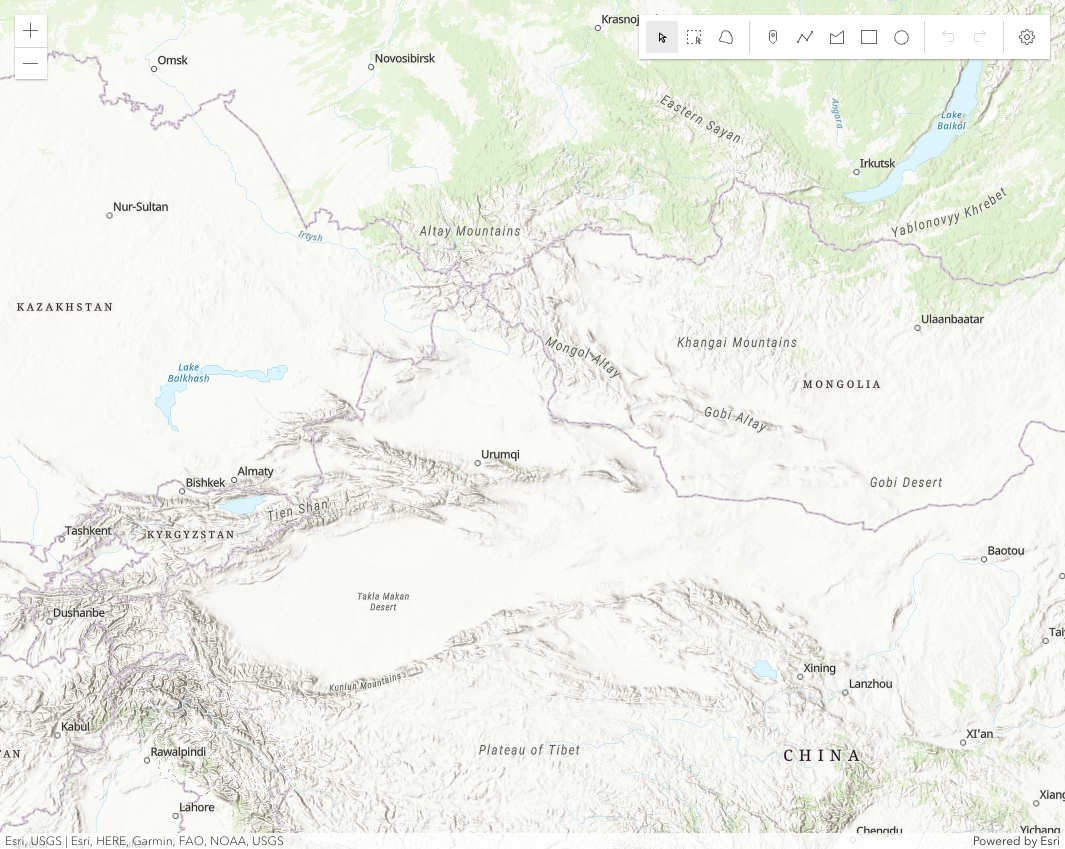 Krasnoj
Omsk
Novosibirsk
Eastern Sayan
Angara
Lake
Baikal
Irkutsk
Nur-Sultan
Irtysh
Altay Mountains
Yablonovyy Khrebet
KAZAKHSTAN
Ulaanbaatar
Khangai Mountains
Mongol Altay
Lake
Balkhash
MONGOLIA
Gobi Altay
Urumqi
Almaty
Bishkek
Gobi Desert
Tien Shan
Tashkent
KYRGYZSTAN
Baotou
Takla Makan
Desert
Dushanbe
Tai
Xining
Kunlun Mountains
Lanzhou
Kabul
XI'an
AN
Rawalpindi
Plateau of Tibet
CHINA
Xiang
Lahore
Chengdu
Yichang
Esri, USGS | Esri, HERE, Garmin, FAO, NOAA, USGS
Powered by Esri